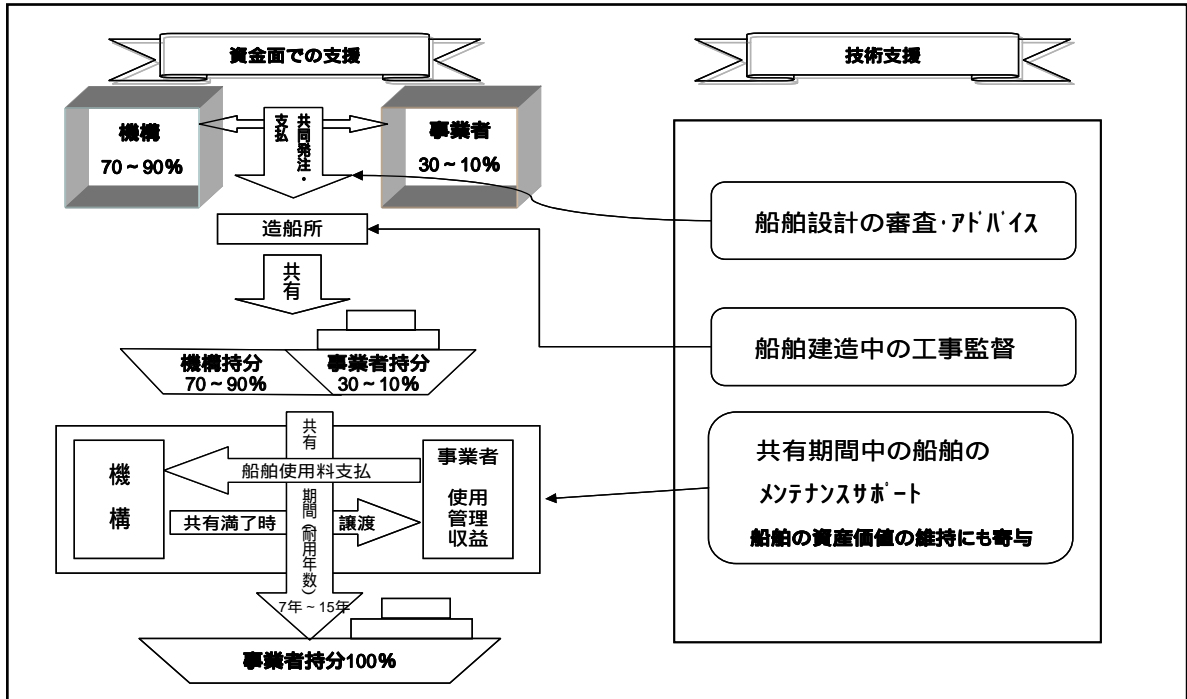 資金面での支援
機構
70～90%
共同発注・
支払
事業者
30～10%
造船所
共有
機構持分
70～90%
事業者持分
30～10%
共有
期間(耐用年数)
7年～15年
機構
船舶使用料支払
共有満了時
譲渡
事業者
使用
管理
収益
事業者持分100%
技術支援
船舶設計の審査・ｱﾄﾞﾊﾞｲｽ
船舶建造中の工事監督
共有期間中の船舶の
ﾒﾝﾃﾅﾝｽｻﾎﾟｰﾄ
船舶の資産価値の維持にも寄与